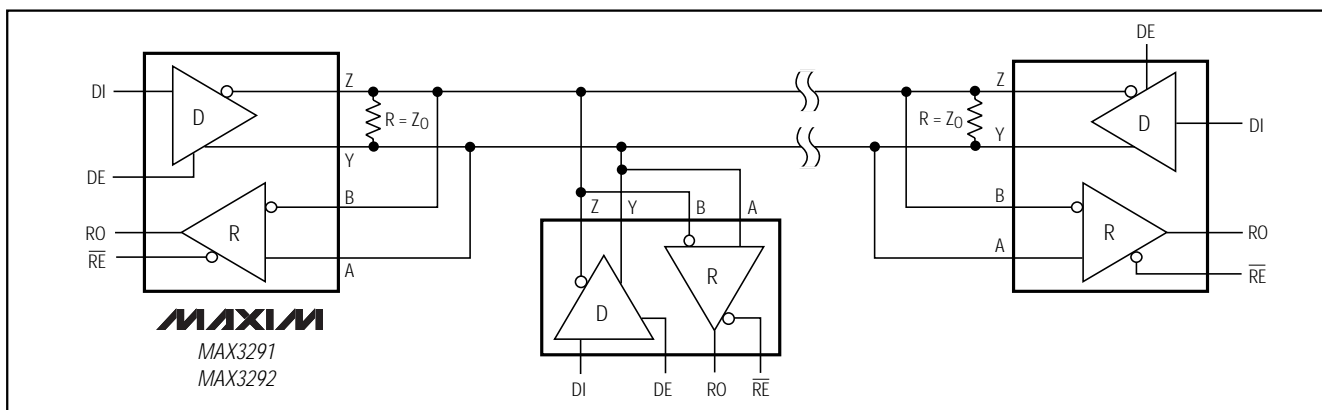 DE
Z
Z
DI
D
R = Z0
R = Z0
D
DI
Y
Y
DE
B
Z
Y
B
A
B
RO
R
R
RO
RE
A
R
A
D
RE
MAXIM
MAX3291
MAX3292
DI
DE
RO
RE